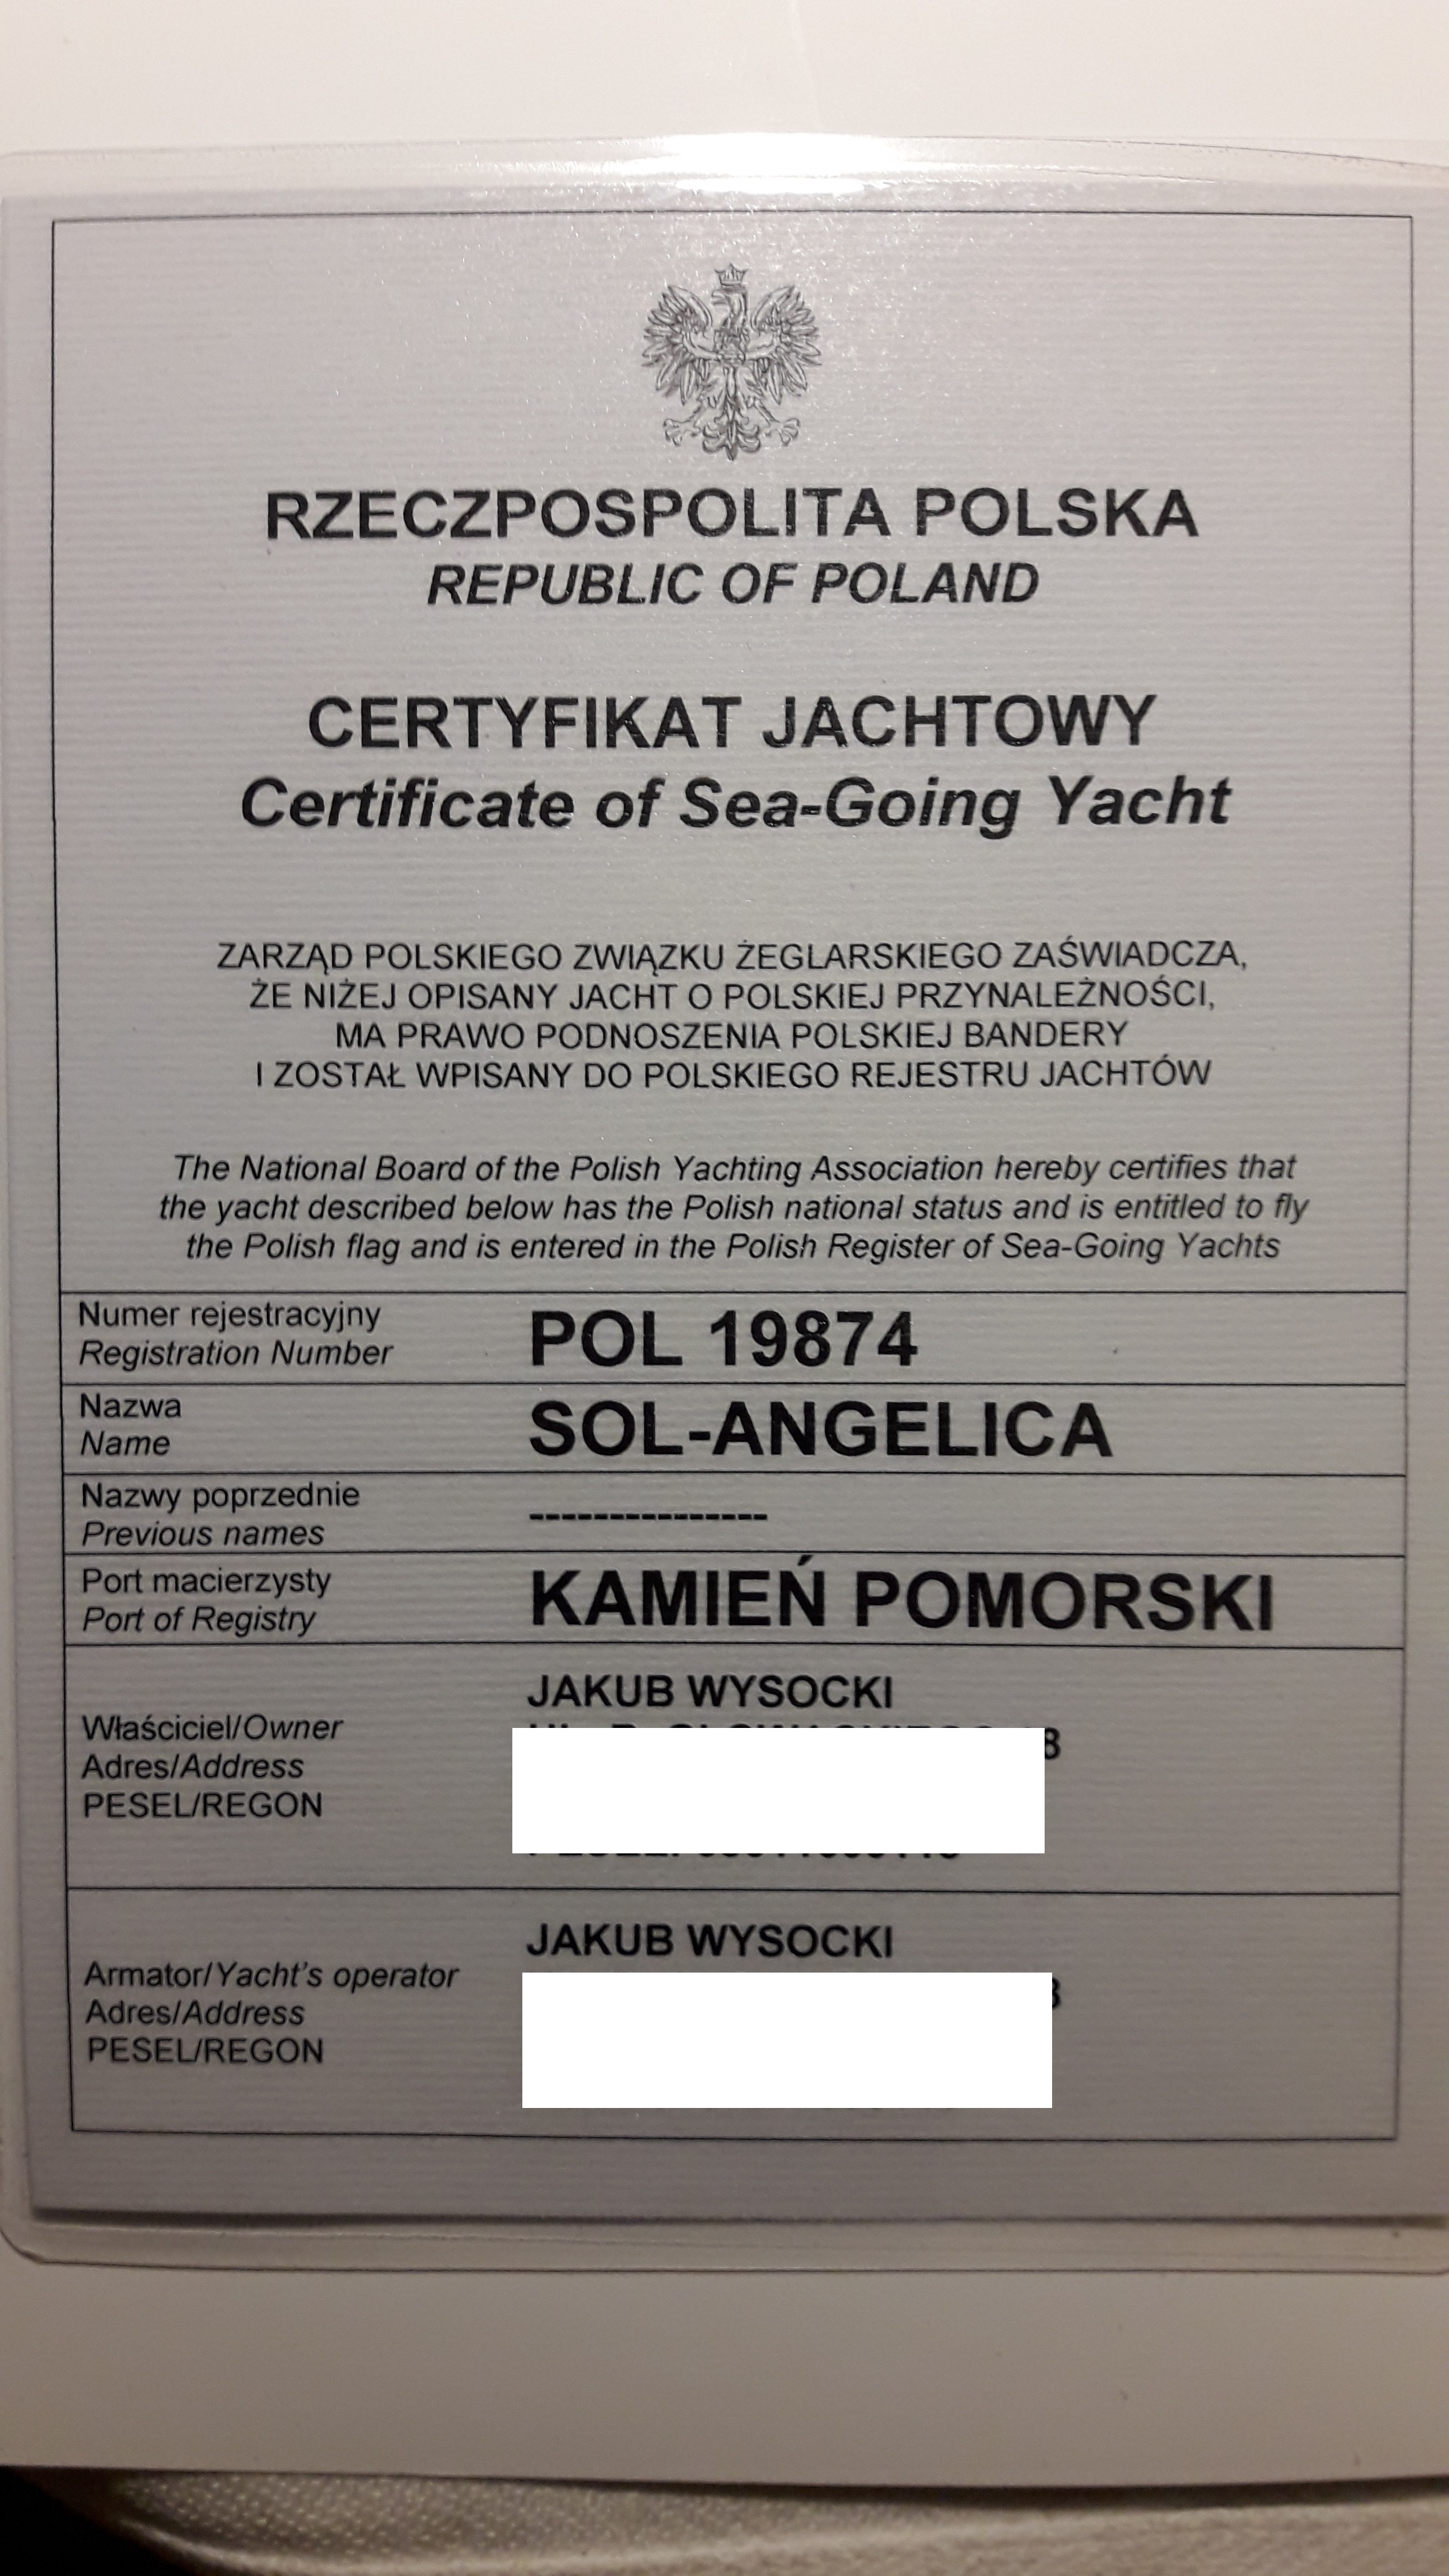 RZECZPOSPOLITA POLSKA
REPUBLIC OF POLAND
CERTYFIKAT JACHTOWY
Certificate of Sea-Going Yacht
ZARZĄD POLSKIEGO ZWIĄZKU ŻEGLARSKIEGO ZAŚWIADCZA,
ŻE NIŻEJ OPISANY JACHT O POLSKIEJ PRZYNALEŻNOŚCI,
MA PRAWO PODNOSZENIA POLSKIEJ BANDERY
I ZOSTAŁ WPISANY DO POLSKIEGO REJESTRU JACHTÓW
The National Board of the Polish Yachting Association hereby certifies that
the yacht described below has the Polish national status and is entitled to fly
the Polish flag and is entered in the Polish Register of Sea-Going Yachts
Numer rejestracyjny
Registration Number
POL 19874
Nazwa
Name
SOL-ANGELICA
Nazwy poprzednie
Previous names
---------------
Port macierzysty
Port of Registry
KAMIEŃ POMORSKI
Właściciel/Owner
Adres/Address
PESEL/REGON
JAKUB WYSOCKI
Armator/Yacht's operator
Adres/Address
PESEL/REGON
JAKUB WYSOCKI